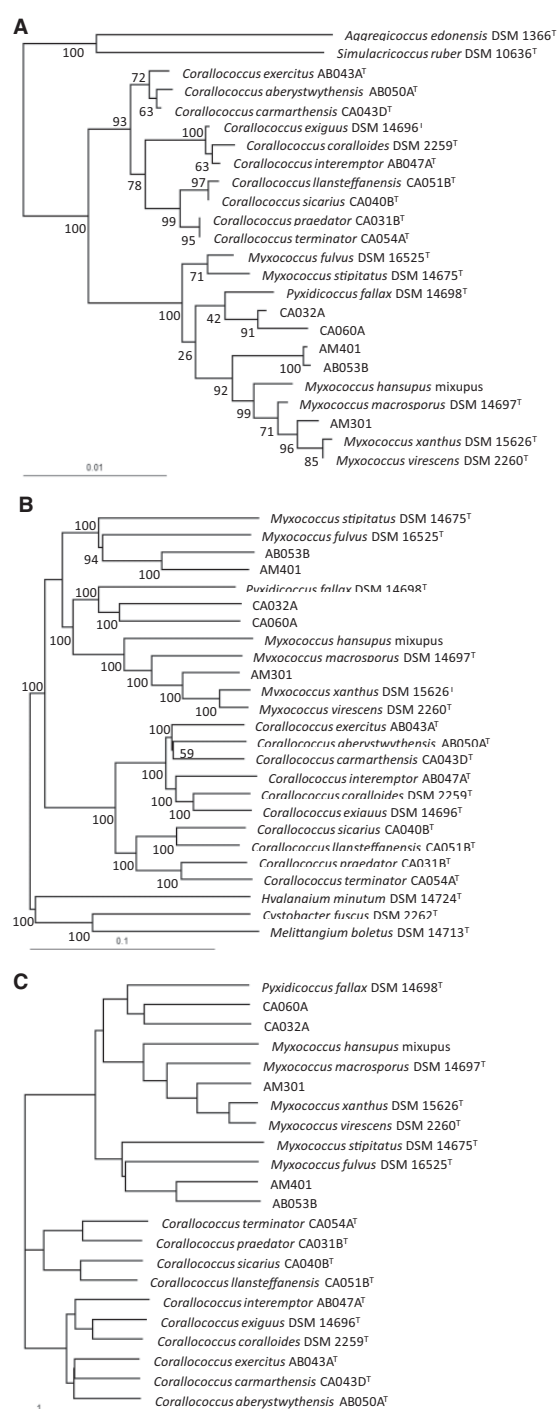 A
Aggregicoccus edonensis DSM 1366T
100
Simulacricoccus ruber DSM 10636T
72
Corallococcus exercitus AB043AT
Corallococcus aberystwythensis AB050AT
63
Corallococcus carmarthensis CA043DT
93
100
Corallococcus exiguus DSM 14696T
Corallococcus coralloides DSM 2259T
63
Corallococcus interemptor AB047AT
78
97
Corallococcus llansteffanensis CA051BT
Corallococcus sicarius CA040BT
99
Corallococcus praedator CA031BT
100
95
Corallococcus terminator CA054AT
Myxococcus fulvus DSM 16525T
71
Myxococcus stipitatus DSM 14675T
Pyxidicoccus fallax DSM 14698T
100
42
CA032A
91
CA060A
26
AM401
100
AB053B
92
Myxococcus hansupus mixupus
99
Myxococcus macrosporus DSM 14697T
71
AM301
96
Myxococcus xanthus DSM 15626T
85
Myxococcus virescens DSM 2260T
0.01
B
100
Myxococcus stipitatus DSM 14675T
Myxococcus fulvus DSM 16525T
94
AB053B
100
AM401
100
Pyxidicoccus fallax DSM 14698T
CA032A
100
100
CA060A
Myxococcus hansupus mixupus
100
Myxococcus macrosporus DSM 14697T
100
AM301
100
100
Myxococcus xanthus DSM 15626T
100
Myxococcus virescens DSM 2260T
100
Corallococcus exercitus AB043AT
Corallococcus aberystwythensis AB050AT
59
Corallococcus carmarthensis CA043DT
100
Corallococcus interemptor AB047AT
100
Corallococcus coralloides DSM 2259T
100
Corallococcus exiguus DSM 14696T
100
Corallococcus sicarius CA040BT
100
Corallococcus llansteffanensis CA051BT
100
Corallococcus praedator CA031BT
100
Corallococcus terminator CA054AT
Hyalangium minutum DSM 14724T
100
Cystobacter fuscus DSM 2262T
100
Melittangium boletus DSM 14713T
0.1
C
Pyxidicoccus fallax DSM 14698T
CA060A
CA032A
Myxococcus hansupus mixupus
Myxococcus macrosporus DSM 14697T
AM301
Myxococcus xanthus DSM 15626T
Myxococcus virescens DSM 2260T
Myxococcus stipitatus DSM 14675T
Myxococcus fulvus DSM 16525T
AM401
AB053B
Corallococcus terminator CA054AT
Corallococcus praedator CA031BT
Corallococcus sicarius CA040BT
Corallococcus llansteffanensis CA051BT
Corallococcus interemptor AB047AT
Corallococcus exiguus DSM 14696T
Corallococcus coralloides DSM 2259T
Corallococcus exercitus AB043AT
Corallococcus carmarthensis CA043DT
Corallococcus aberystwythensis AB050AT
1